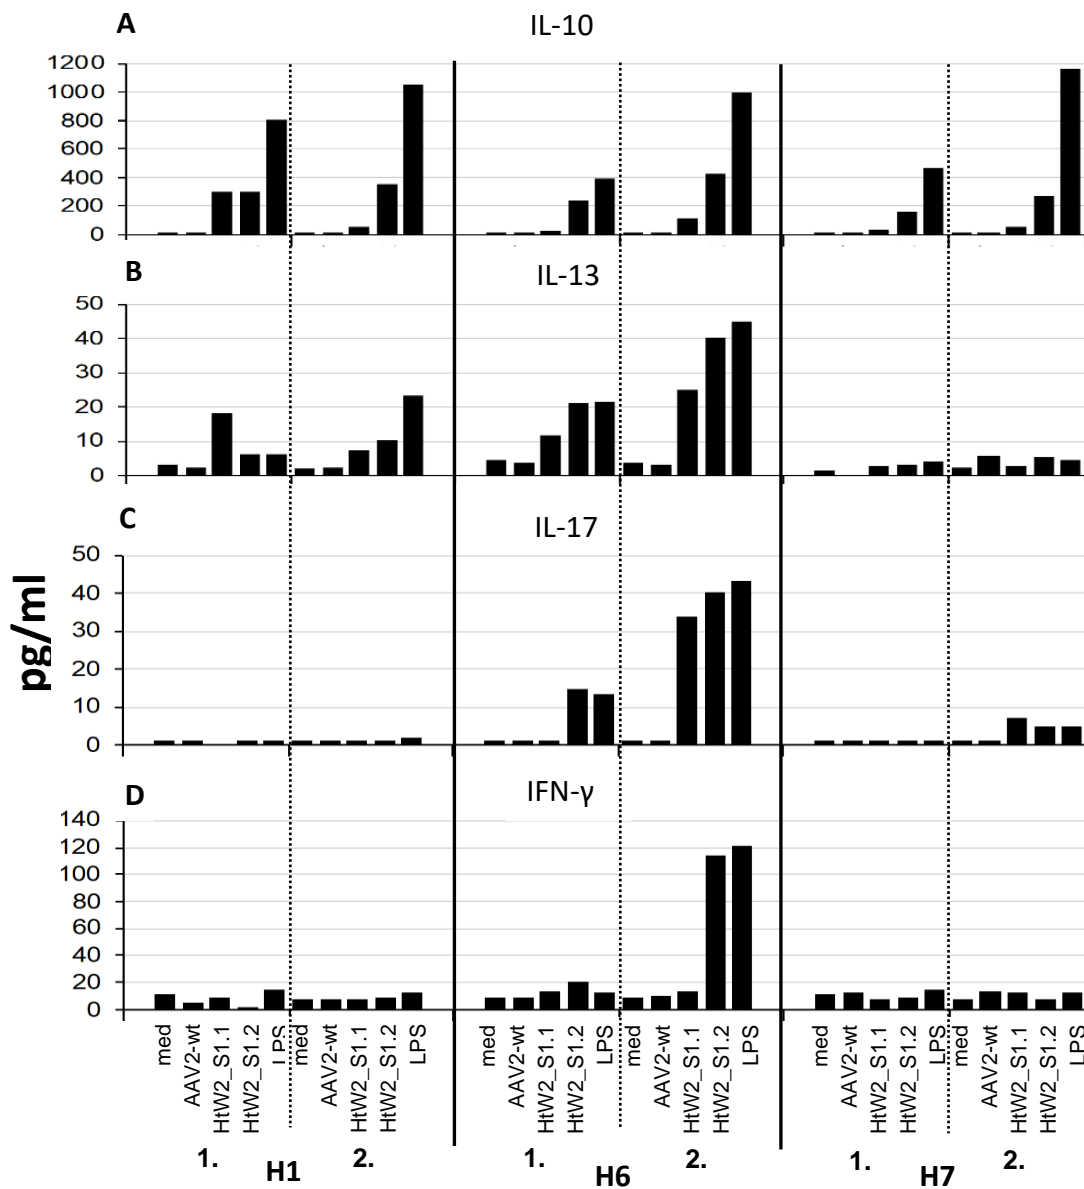 A
IL-10
1200
1000
800
600
400
200
0
B
IL-13
50
40
30
20
10
0
C
IL-17
50
40
30
20
10
0
pg/ml
D
IFN-γ
140
120
100
80
60
40
20
0
med
AAV2-wt
HtW2_S1.1
HtW2_S1.2
LPS
med
AAV2-wt
HtW2_S1.1
HtW2_S1.2
LPS
med
AAV2-wt
HtW2_S1.1
HtW2_S1.2
LPS
med
AAV2-wt
HtW2_S1.1
HtW2_S1.2
LPS
med
AAV2-wt
HtW2_S1.1
HtW2_S1.2
LPS
med
AAV2-wt
HtW2_S1.1
HtW2_S1.2
LPS
1. 2. 1. 2. 1. 2.
H1 H6 H7